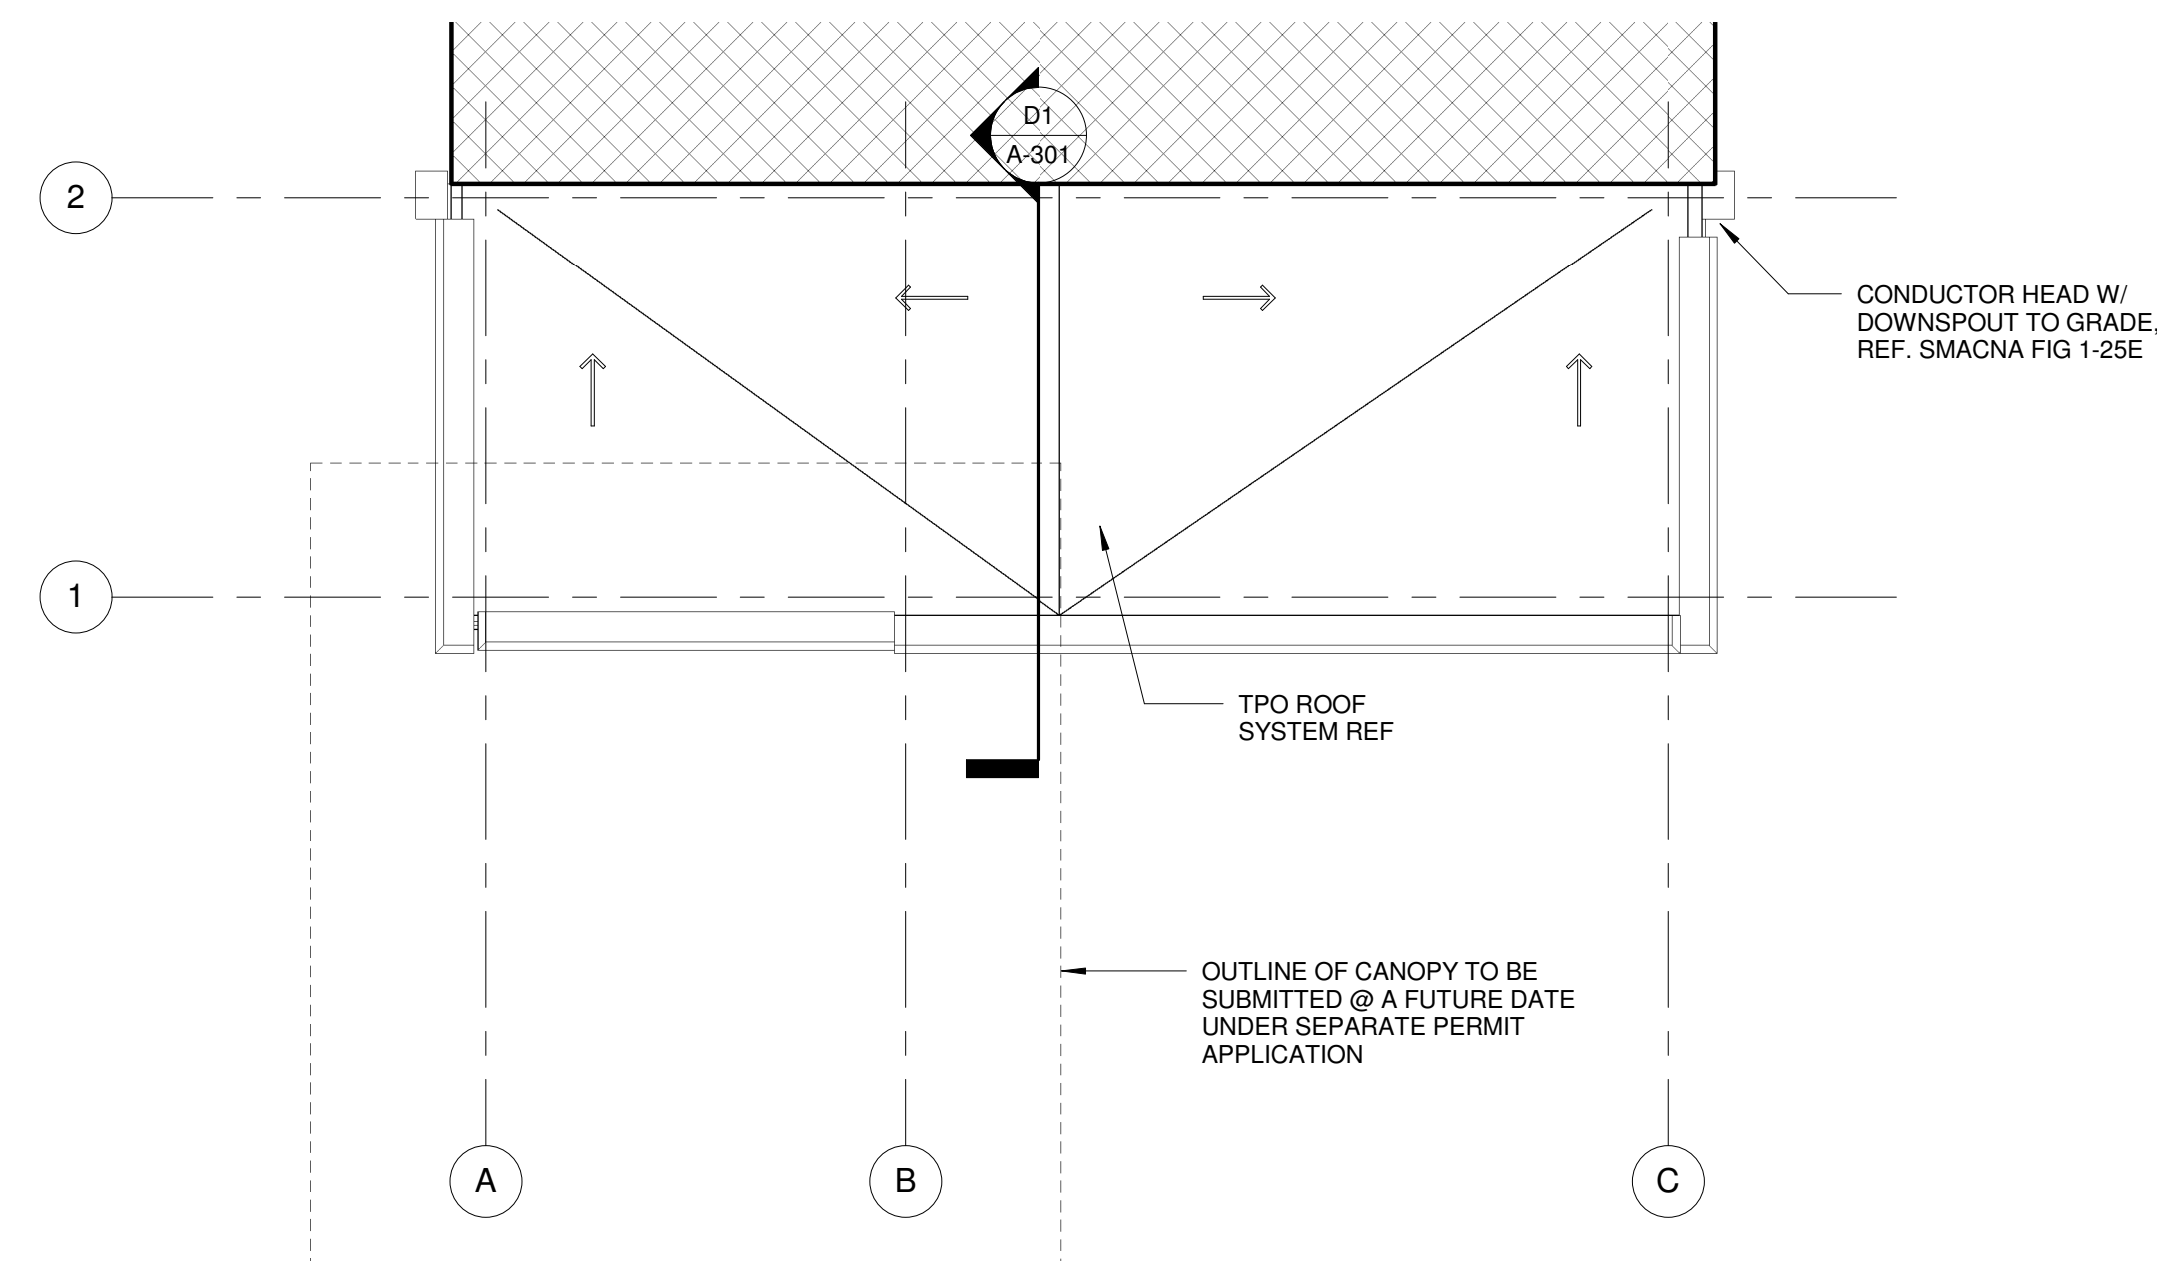 D1
A-301
2
CONDUCTOR HEAD W/
DOWNSPOUT TO GRADE,
REF. SMACNA FIG 1-25E
1
TPO ROOF
SYSTEM REF
OUTLINE OF CANOPY TO BE
SUBMITTED @ A FUTURE DATE
UNDER SEPARATE PERMIT
APPLICATION
A
B
C